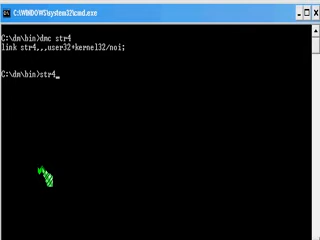 C:\WINDOWS\system32\cmd.exe
C:\dm\bin>dmc str4
link str4,,,user32+kernel32/noi;
C:\dm\bin>str4_